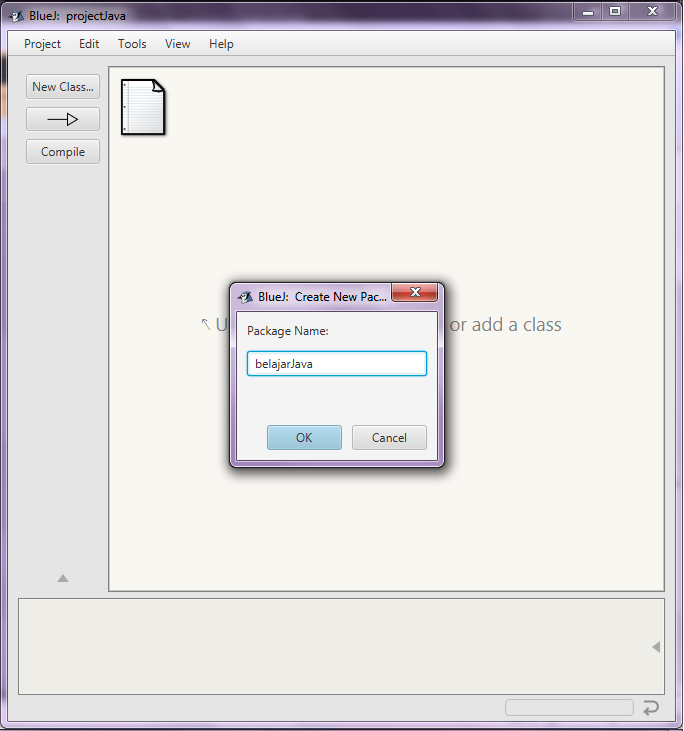 BlueJ: projectJava
Project Edit Tools View Help
New Class...
Compile
BlueJ: Create New Pac...
Package Name:
belajarJava
OK Cancel
U
or add a class